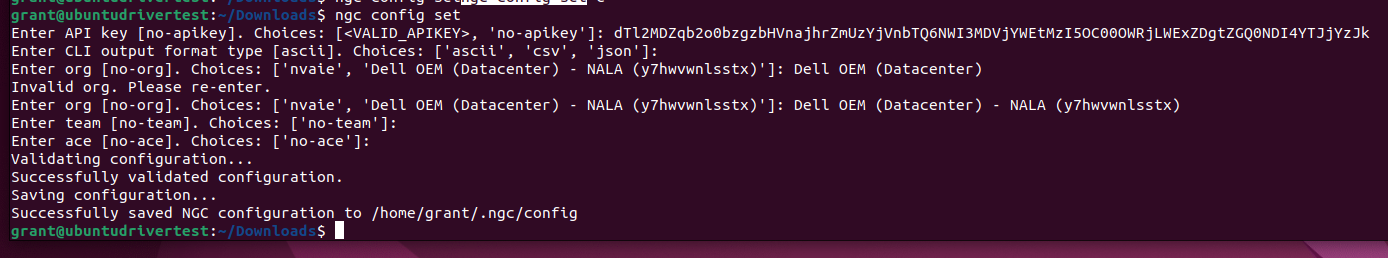 grant@ubuntudrivertest:~/Downloads$ ngc config set
Enter API key [no-apikey]. Choices: [<VALID_APIKEY>, 'no-apikey']: dTl2MDZqb2o0bzgzbHVnajhrZmUzYjVnbTQ6NWI3MDVjYWEtMzI5OC00OWRjLWExZDgtZGQ0NDI4YTJjYzJk
Enter CLI output format type [ascii]. Choices: ['ascii', 'csv', 'json']:
Enter org [no-org]. Choices: ['nvaie', 'Dell OEM (Datacenter) - NALA (y7hwvwnlsstx)']: Dell OEM (Datacenter)
Invalid org. Please re-enter.
Enter org [no-org]. Choices: ['nvaie', 'Dell OEM (Datacenter) - NALA (y7hwvwnlsstx)']: Dell OEM (Datacenter) - NALA (y7hwvwnlsstx)
Enter team [no-team]. Choices: ['no-team']:
Enter ace [no-ace]. Choices: ['no-ace']:
Validating configuration...
Successfully validated configuration.
Saving configuration...
Successfully saved NGC configuration to /home/grant/.ngc/config
grant@ubuntudrivertest:~/Downloads$